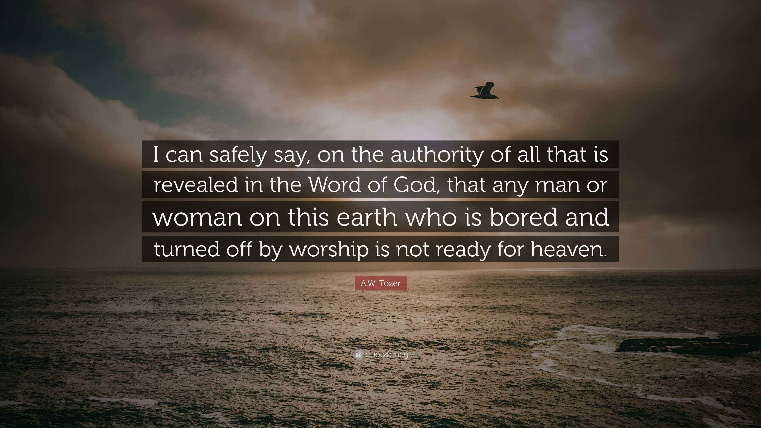 I can safely say, on the authority of all that is
revealed in the Word of God, that any man or
woman on this earth who is bored and
turned off by worship is not ready for heaven.
A.W. Tozer